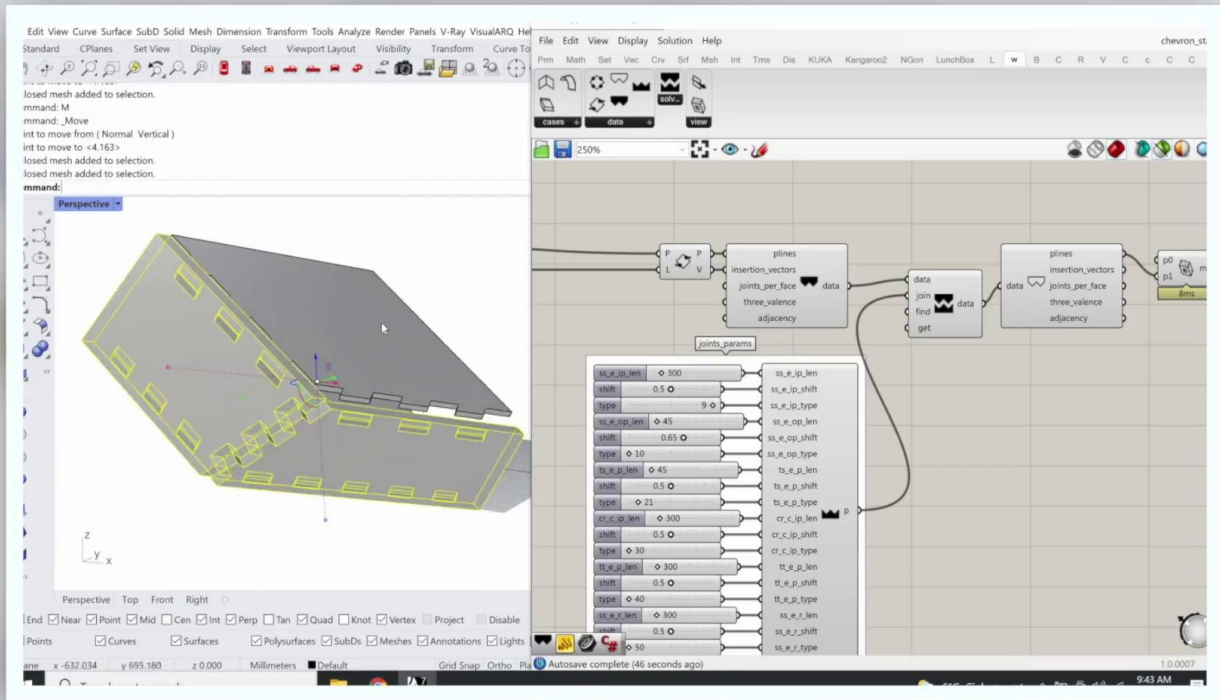 Edit View Curve Surface SubD Solid Mesh Dimension Transform Tools Analyze Render Panels V-Ray VisualARQ
Standard CPlanes Set View Display Select Viewport Layout Visibility Transform Curve
losed mesh added to selection.
mmand: M
mmand: _Move
int to move from ( Normal Vertical )
int to move to <4.163>
losed mesh added to selection.
losed mesh added to selection.
mmand:
Perspective
z
y
x
Perspective Top Front Right
End Near Point Mid Cen Int Perp Tan Quad Knot Vertex Project Disable
Points Curves Surfaces Polysurfaces SubDs Meshes Annotations Lights
ane x -632.034 y 695.180 z 0.000 Millimeters Default Grid Snap Ortho Pla
File Edit View Display Solution Help
chevron_sta
Prm Math Set Vec Crv Srf Msh Int Trns Dis KUKA Kangaroo2 NGon LunchBox L w B C R V C c C C
solv...
cases data view
250%
P P
L V
plines
insertion_vectors
joints_per_face
three_valence
adjacency
data
data
join
find
get
data
data
plines
insertion_vectors
joints_per_face
three_valence
adjacency
p0
p1
m
8ms
joints_params
ss_e_ip_len 300 ss_e_ip_len
shift 0.5 ss_e_ip_shift
type 9 ss_e_ip_type
ss_e_op_len 45 ss_e_op_len
shift 0.65 ss_e_op_shift
type 10 ss_e_op_type
ts_e_p_len 45 ts_e_p_len
shift 0.5 ts_e_p_shift
type 21 ts_e_p_type
cr_c_ip_len 300 cr_c_ip_len
shift 0.5 cr_c_ip_shift
type 30 cr_c_ip_type
tt_e_p_len 300 tt_e_p_len
shift 0.5 tt_e_p_shift
type 40 tt_e_p_type
ss_e_r_len 300 ss_e_r_len
shift 0.5 ss_e_r_shift
50 ss_e_r_type
p
C#
Autosave complete (46 seconds ago)
1.0.0007
9:43 AM